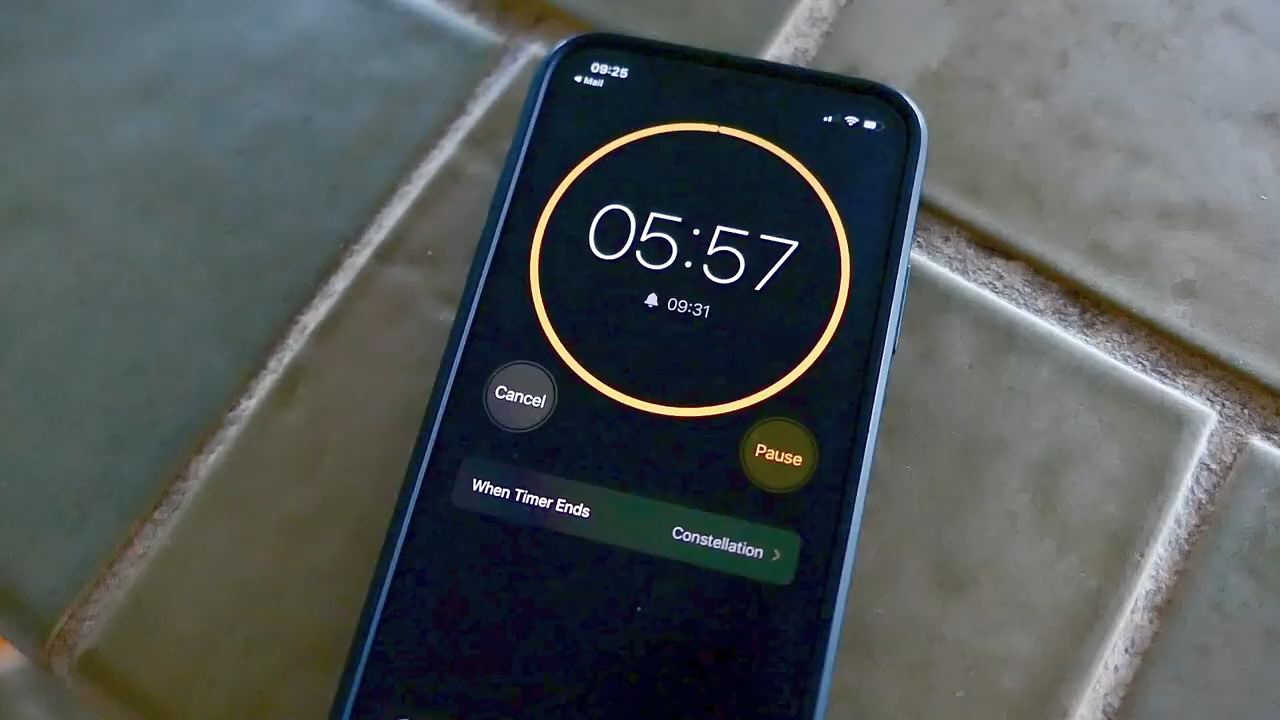 09:25
Mail
05:57
09:31
Cancel
Pause
When Timer Ends
Constellation